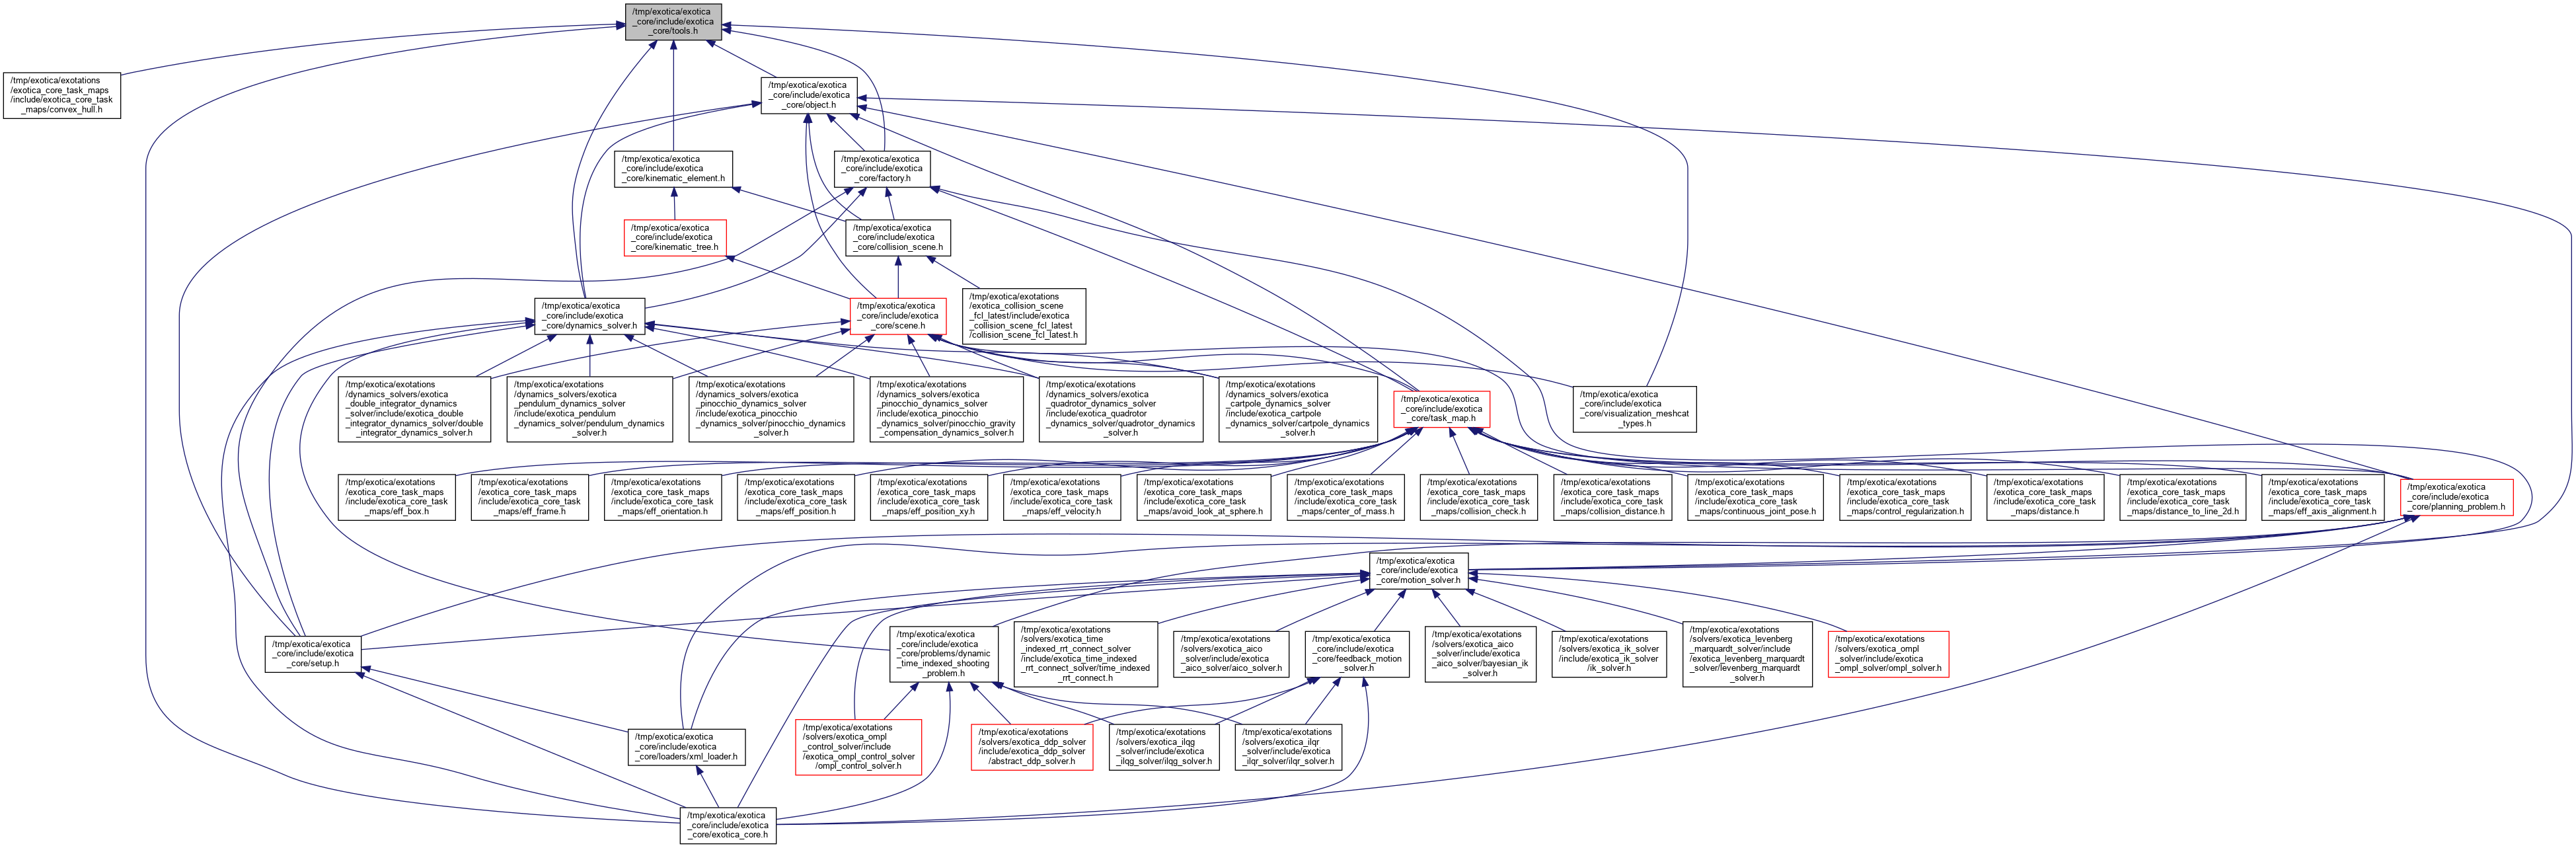 /tmp/exotica/exotica
_core/include/exotica
_core/tools.h
/tmp/exotica/exotations
/exotica_core_task_maps
/include/exotica_core_task
_maps/convex_hull.h
/tmp/exotica/exotica
_core/include/exotica
_core/object.h
/tmp/exotica/exotica
_core/include/exotica
_core/kinematic_element.h
/tmp/exotica/exotica
_core/include/exotica
_core/factory.h
/tmp/exotica/exotica
_core/include/exotica
_core/kinematic_tree.h
/tmp/exotica/exotica
_core/include/exotica
_core/collision_scene.h
/tmp/exotica/exotica
_core/include/exotica
_core/dynamics_solver.h
/tmp/exotica/exotica
_core/include/exotica
_core/scene.h
/tmp/exotica/exotations
/exotica_collision_scene
_fcl_latest/include/exotica
_collision_scene_fcl_latest
/collision_scene_fcl_latest.h
/tmp/exotica/exotations
/dynamics_solvers/exotica
_double_integrator_dynamics
_solver/include/exotica_double
_integrator_dynamics_solver/double
_integrator_dynamics_solver.h
/tmp/exotica/exotations
/dynamics_solvers/exotica
_pendulum_dynamics_solver
/include/exotica_pendulum
_dynamics_solver/pendulum_dynamics
_solver.h
/tmp/exotica/exotations
/dynamics_solvers/exotica
_pinocchio_dynamics_solver
/include/exotica_pinocchio
_dynamics_solver/pinocchio_dynamics
_solver.h
/tmp/exotica/exotations
/dynamics_solvers/exotica
_pinocchio_dynamics_solver
/include/exotica_pinocchio
_dynamics_solver/pinocchio_gravity
_compensation_dynamics_solver.h
/tmp/exotica/exotations
/dynamics_solvers/exotica
_quadrotor_dynamics_solver
/include/exotica_quadrotor
_dynamics_solver/quadrotor_dynamics
_solver.h
/tmp/exotica/exotations
/dynamics_solvers/exotica
_cartpole_dynamics_solver
/include/exotica_cartpole
_dynamics_solver/cartpole_dynamics
_solver.h
/tmp/exotica/exotica
_core/include/exotica
_core/task_map.h
/tmp/exotica/exotica
_core/include/exotica
_core/visualization_meshcat
_types.h
/tmp/exotica/exotations
/exotica_core_task_maps
/include/exotica_core_task
_maps/eff_box.h
/tmp/exotica/exotations
/exotica_core_task_maps
/include/exotica_core_task
_maps/eff_frame.h
/tmp/exotica/exotations
/exotica_core_task_maps
/include/exotica_core_task
_maps/eff_orientation.h
/tmp/exotica/exotations
/exotica_core_task_maps
/include/exotica_core_task
_maps/eff_position.h
/tmp/exotica/exotations
/exotica_core_task_maps
/include/exotica_core_task
_maps/eff_position_xy.h
/tmp/exotica/exotations
/exotica_core_task_maps
/include/exotica_core_task
_maps/eff_velocity.h
/tmp/exotica/exotations
/exotica_core_task_maps
/include/exotica_core_task
_maps/avoid_look_at_sphere.h
/tmp/exotica/exotations
/exotica_core_task_maps
/include/exotica_core_task
_maps/center_of_mass.h
/tmp/exotica/exotations
/exotica_core_task_maps
/include/exotica_core_task
_maps/collision_check.h
/tmp/exotica/exotations
/exotica_core_task_maps
/include/exotica_core_task
_maps/collision_distance.h
/tmp/exotica/exotations
/exotica_core_task_maps
/include/exotica_core_task
_maps/continuous_joint_pose.h
/tmp/exotica/exotations
/exotica_core_task_maps
/include/exotica_core_task
_maps/control_regularization.h
/tmp/exotica/exotations
/exotica_core_task_maps
/include/exotica_core_task
_maps/distance.h
/tmp/exotica/exotations
/exotica_core_task_maps
/include/exotica_core_task
_maps/distance_to_line_2d.h
/tmp/exotica/exotations
/exotica_core_task_maps
/include/exotica_core_task
_maps/eff_axis_alignment.h
/tmp/exotica/exotica
_core/include/exotica
_core/planning_problem.h
/tmp/exotica/exotica
_core/include/exotica
_core/motion_solver.h
/tmp/exotica/exotica
_core/include/exotica
_core/setup.h
/tmp/exotica/exotica
_core/include/exotica
_core/problems/dynamic
_time_indexed_shooting
_problem.h
/tmp/exotica/exotations
/solvers/exotica_time
_indexed_rrt_connect_solver
/include/exotica_time_indexed
_rrt_connect_solver/time_indexed
_rrt_connect.h
/tmp/exotica/exotations
/solvers/exotica_aico
_solver/include/exotica
_aico_solver/aico_solver.h
/tmp/exotica/exotica
_core/include/exotica
_core/feedback_motion
_solver.h
/tmp/exotica/exotations
/solvers/exotica_aico
_solver/include/exotica
_aico_solver/bayesian_ik
_solver.h
/tmp/exotica/exotations
/solvers/exotica_ik_solver
/include/exotica_ik_solver
/ik_solver.h
/tmp/exotica/exotations
/solvers/exotica_levenberg
_marquardt_solver/include
/exotica_levenberg_marquardt
_solver/levenberg_marquardt
_solver.h
/tmp/exotica/exotations
/solvers/exotica_ompl
_solver/include/exotica
_ompl_solver/ompl_solver.h
/tmp/exotica/exotica
_core/include/exotica
_core/loaders/xml_loader.h
/tmp/exotica/exotations
/solvers/exotica_ompl
_control_solver/include
/exotica_ompl_control_solver
/ompl_control_solver.h
/tmp/exotica/exotations
/solvers/exotica_ddp_solver
/include/exotica_ddp_solver
/abstract_ddp_solver.h
/tmp/exotica/exotations
/solvers/exotica_ilqg
_solver/include/exotica
_ilqg_solver/ilqg_solver.h
/tmp/exotica/exotations
/solvers/exotica_ilqr
_solver/include/exotica
_ilqr_solver/ilqr_solver.h
/tmp/exotica/exotica
_core/include/exotica
_core/exotica_core.h